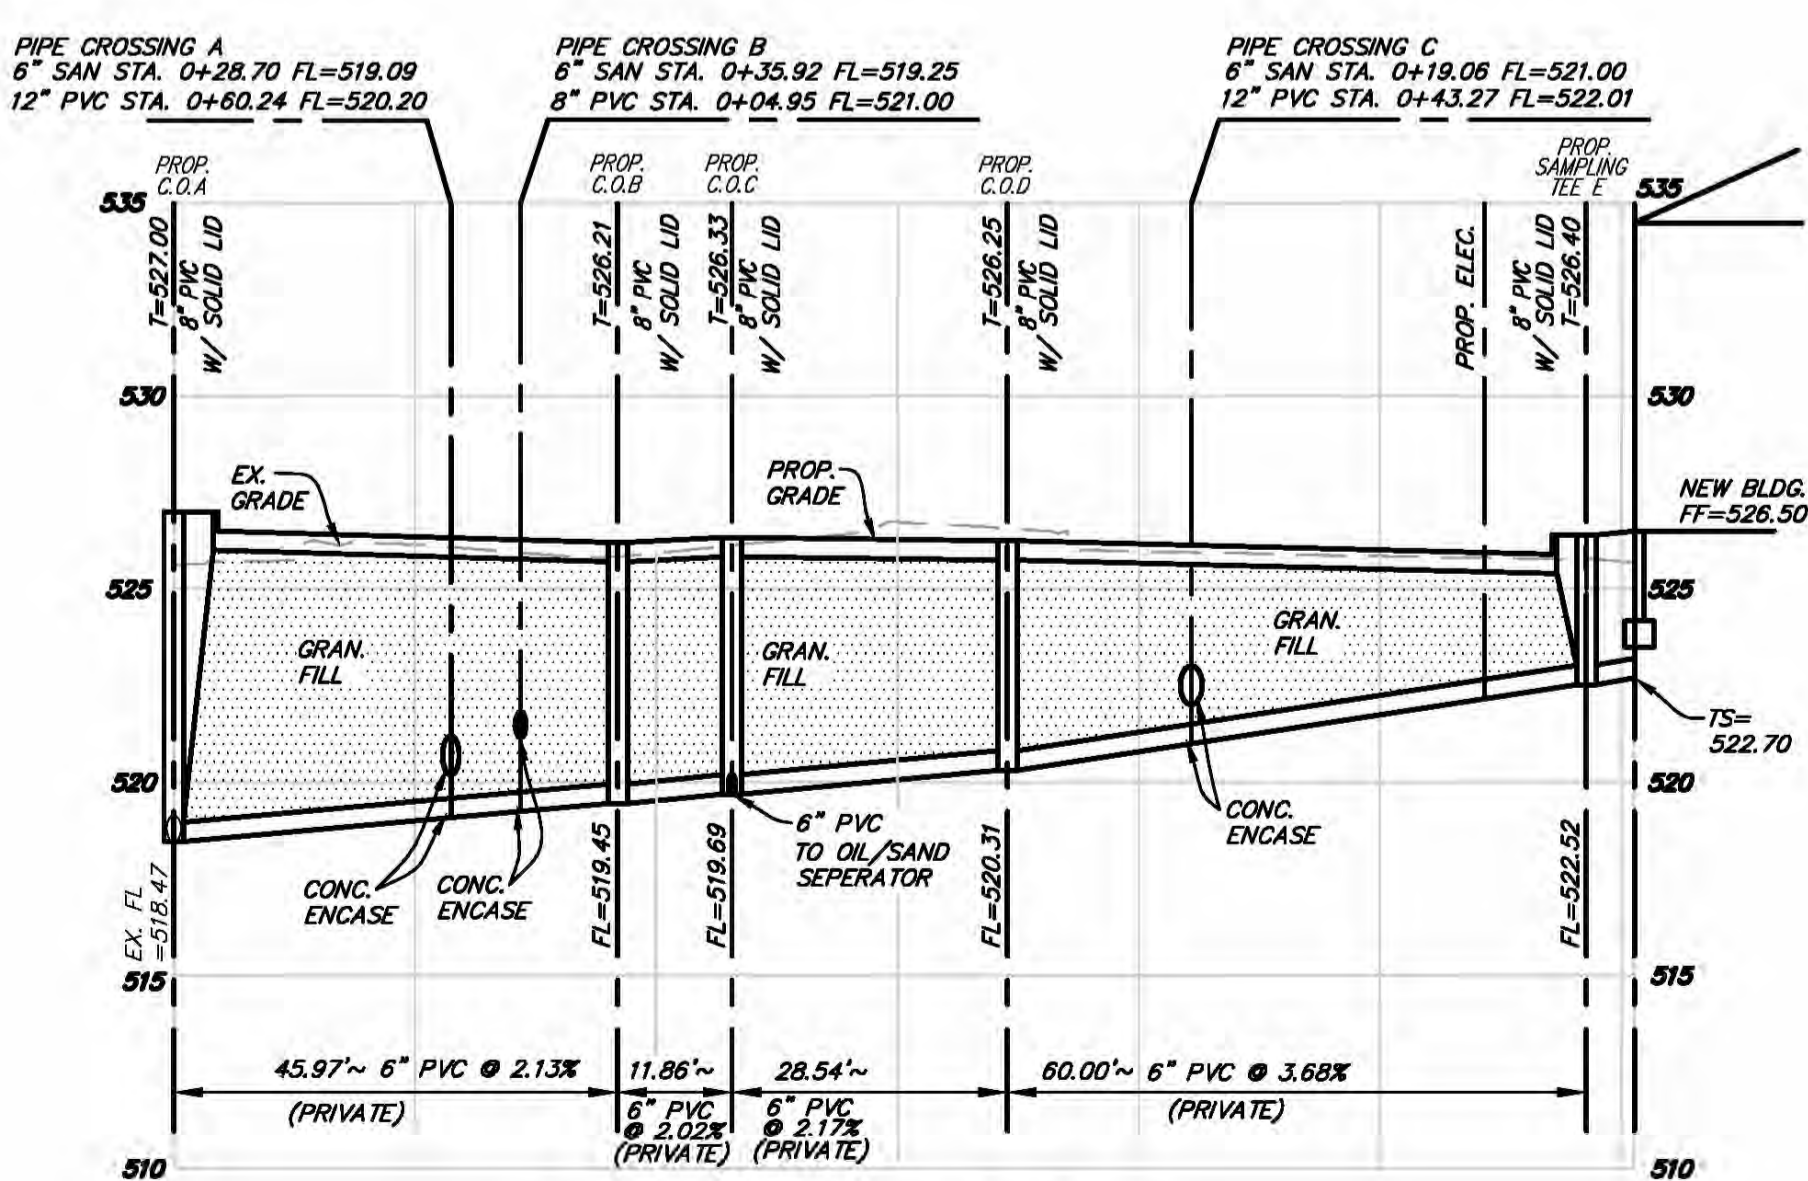 PIPE CROSSING A
6" SAN STA. 0+28.70 FL=519.09
12" PVC STA. 0+60.24 FL=520.20
PIPE CROSSING B
6" SAN STA. 0+35.92 FL=519.25
8" PVC STA. 0+04.95 FL=521.00
PIPE CROSSING C
6" SAN STA. 0+19.06 FL=521.00
12" PVC STA. 0+43.27 FL=522.01
PROP.
C.O.A
PROP.
C.O.B
PROP.
C.O.C
PROP.
C.O.D
PROP.
SAMPLING
TEE E
535
535
T=527.00
8" PVC
W/ SOLID LID
T=526.21
8" PVC
W/ SOLID LID
T=526.33
8" PVC
W/ SOLID LID
T=526.25
8" PVC
W/ SOLID LID
PROP. ELEC.
8" PVC
W/ SOLID LID
T=526.40
530
530
EX.
GRADE
PROP.
GRADE
NEW BLDG.
FF=526.50
525
525
GRAN.
FILL
GRAN.
FILL
GRAN.
FILL
TS=
522.70
520
520
6" PVC
TO OIL/SAND
SEPERATOR
CONC.
ENCASE
CONC.
ENCASE
CONC.
ENCASE
EX. FL
=518.47
FL=519.45
FL=519.69
FL=520.31
FL=522.52
515
515
45.97'~ 6" PVC @ 2.13%
(PRIVATE)
11.86'~
6" PVC
@ 2.02%
(PRIVATE)
28.54'~
6" PVC
@ 2.17%
(PRIVATE)
60.00'~ 6" PVC @ 3.68%
(PRIVATE)
510
510